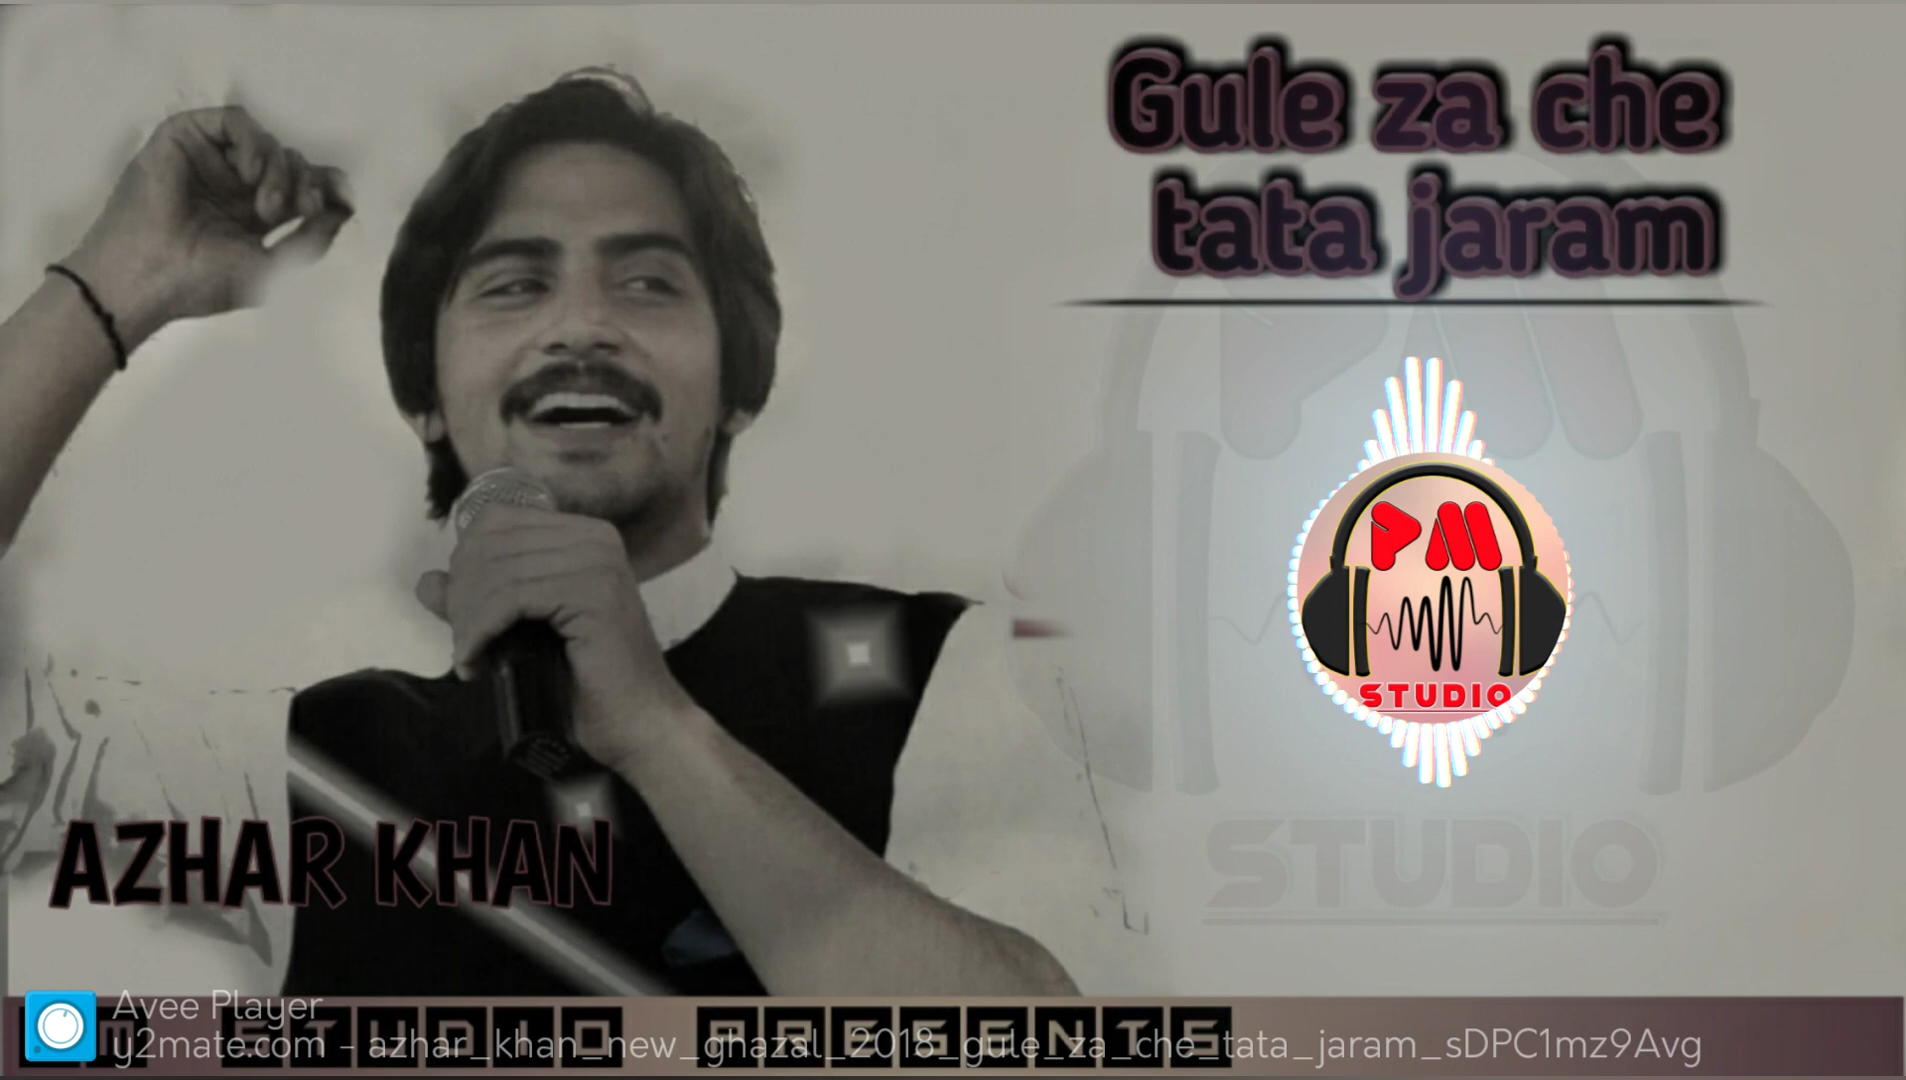 Gule za che
tata jaram
PM
STUDIO
STUDIO
AZHAR KHAN
Avee Player
PM STUDIO PRESENTS
y2mate.com - azhar_khan_new_ghazal_2018_gule_za_che_tata_jaram_sDPC1mz9Avg